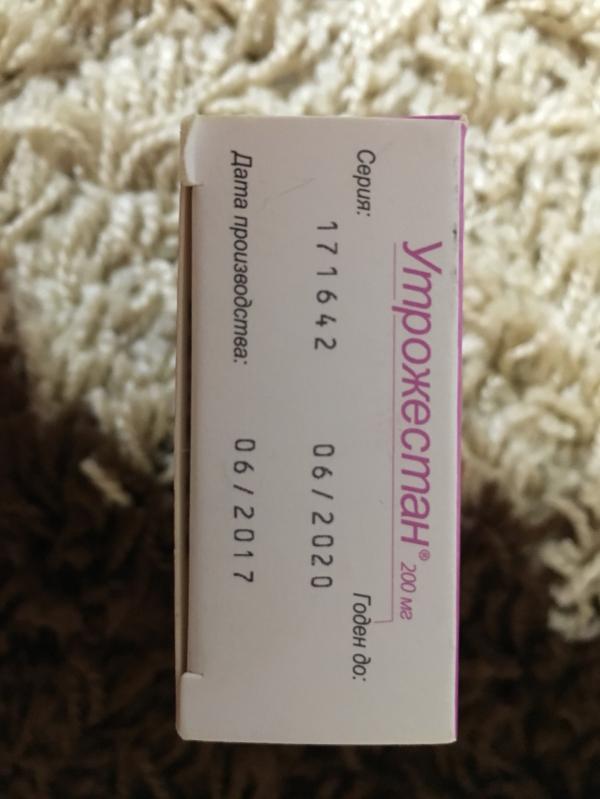 Утрожестан® 200 мг
Серия: Годен до:
171642 06/2020
Дата производства: 06/2017